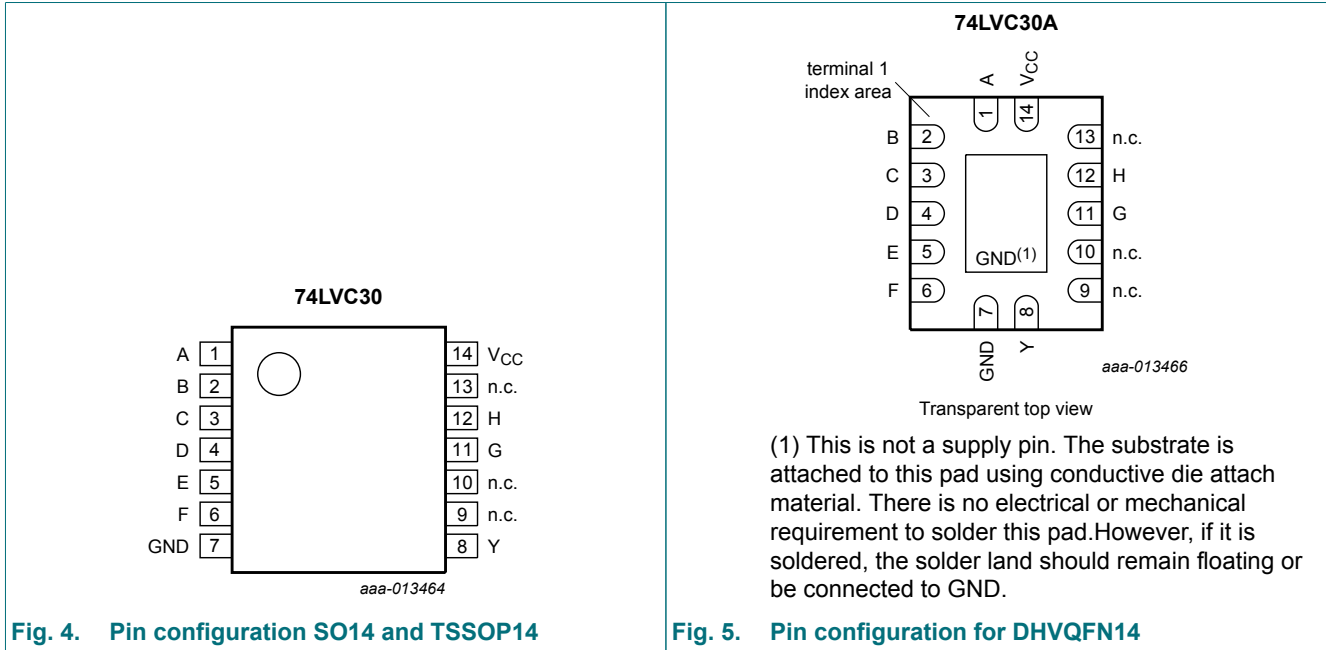 74LVC30
A 1
B 2
C 3
D 4
E 5
F 6
GND 7
14 VCC
13 n.c.
12 H
11 G
10 n.c.
9 n.c.
8 Y
aaa-013464
Fig. 4. Pin configuration SO14 and TSSOP14
74LVC30A
terminal 1
index area
A
VCC
1
14
B 2
C 3
D 4
E 5
F 6
13 n.c.
12 H
11 G
10 n.c.
9 n.c.
GND(1)
7
8
GND
Y
aaa-013466
Transparent top view
(1) This is not a supply pin. The substrate is
attached to this pad using conductive die attach
material. There is no electrical or mechanical
requirement to solder this pad.However, if it is
soldered, the solder land should remain floating or
be connected to GND.
Fig. 5. Pin configuration for DHVQFN14